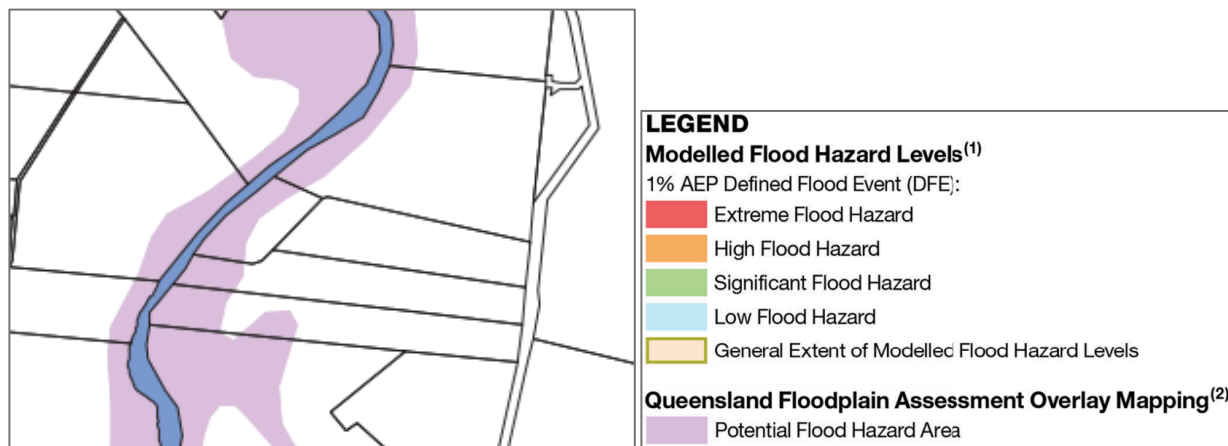 LEGEND
Modelled Flood Hazard Levels(1)
1% AEP Defined Flood Event (DFE):
Extreme Flood Hazard
High Flood Hazard
Significant Flood Hazard
Low Flood Hazard
General Extent of Modelled Flood Hazard Levels
Queensland Floodplain Assessment Overlay Mapping(2)
Potential Flood Hazard Area